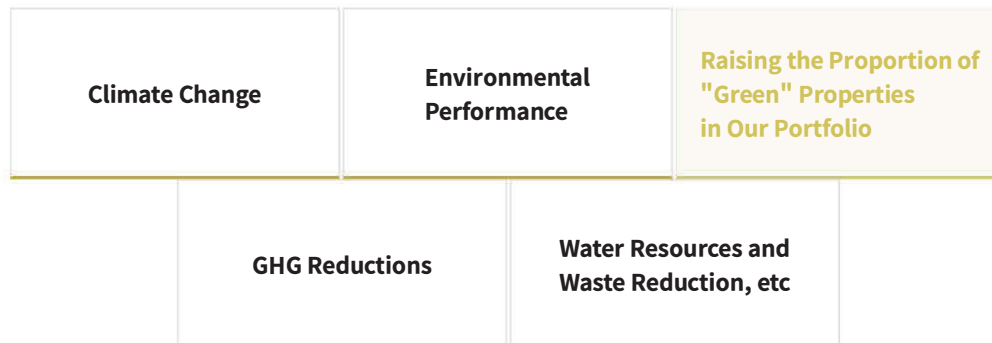 Climate Change
Environmental
Performance
Raising the Proportion of
"Green" Properties
in Our Portfolio
GHG Reductions
Water Resources and
Waste Reduction, etc